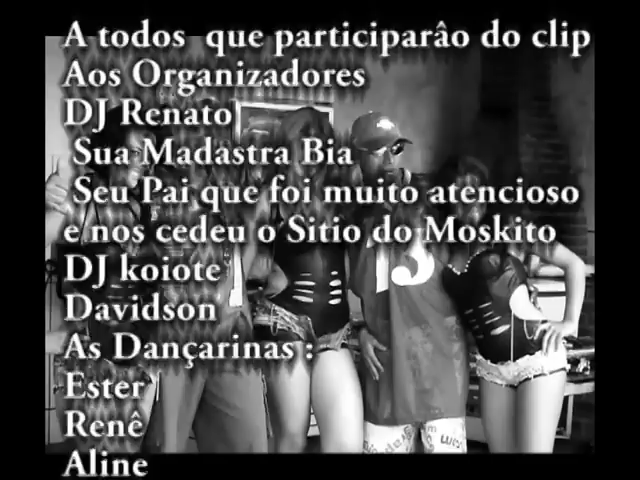 A todos que participarâo do clip
Aos Organizadores
DJ Renato
Sua Madastra Bia
Seu Pai que foi muito atencioso
e nos cedeu o Sitio do Moskito
DJ koiote
Davidson
As Dançarinas :
Ester
Renê
Aline
13